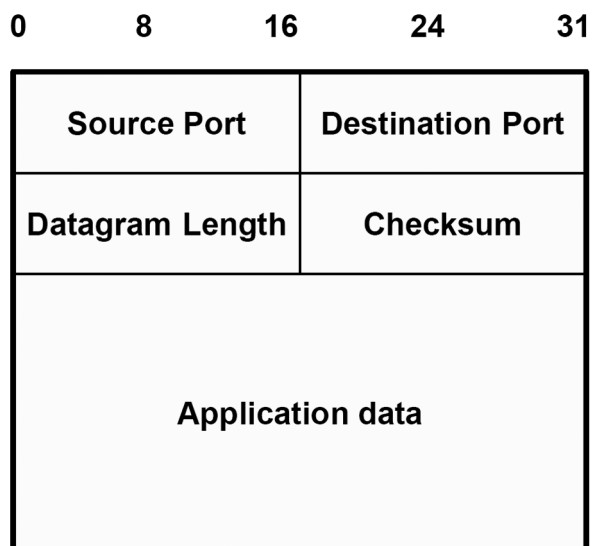 0 8 16 24 31
Source Port Destination Port
Datagram Length Checksum
Application data